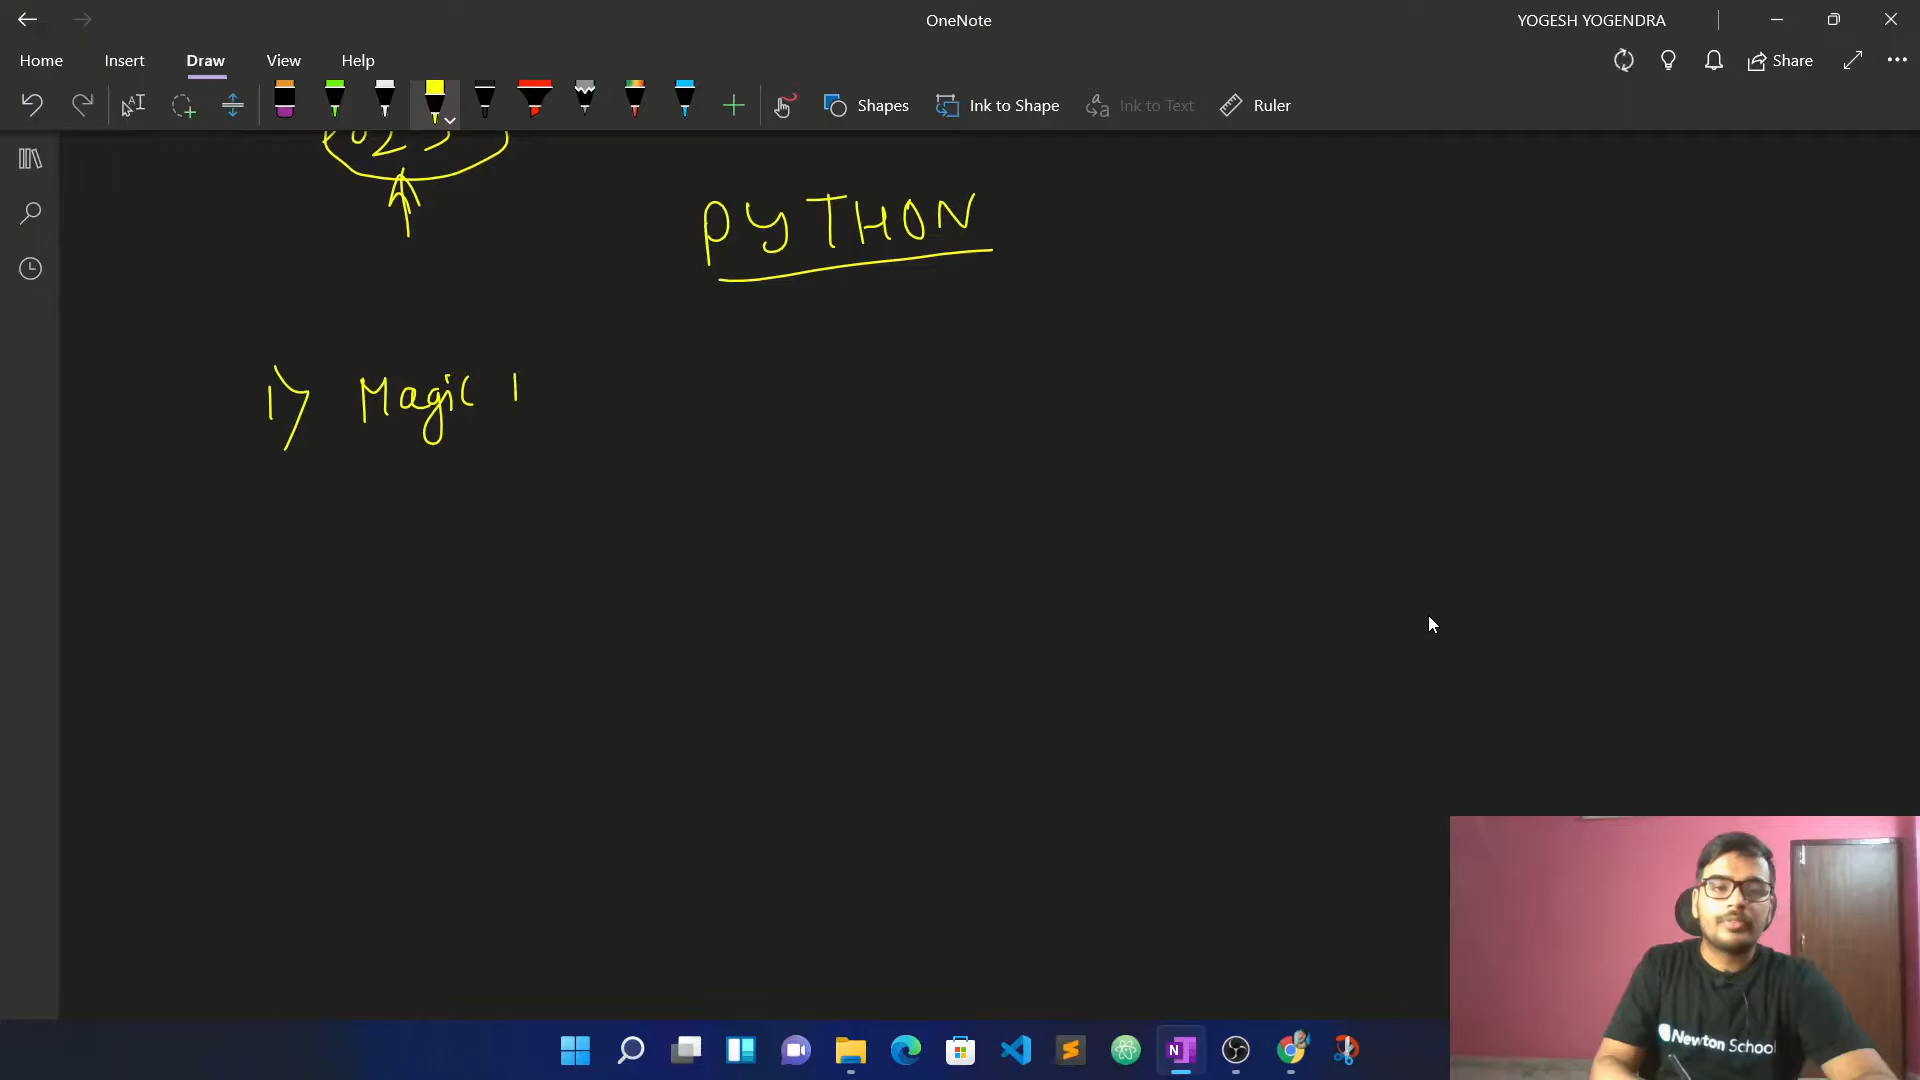 OneNote
YOGESH YOGENDRA
Home Insert Draw View Help
Share
Shapes Ink to Shape Ink to Text Ruler
PYTHON
1) Magic
Newton School